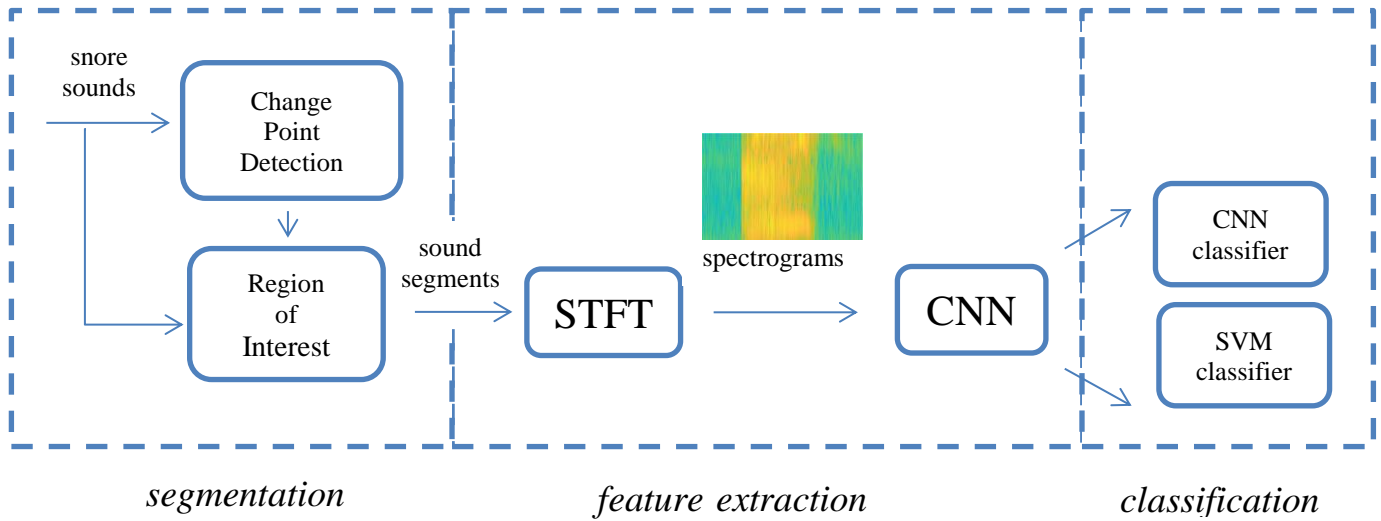 snore
sounds
Change
Point
Detection
Region
of
Interest
sound
segments
STFT
spectrograms
CNN
CNN
classifier
SVM
classifier
segmentation
feature extraction
classification